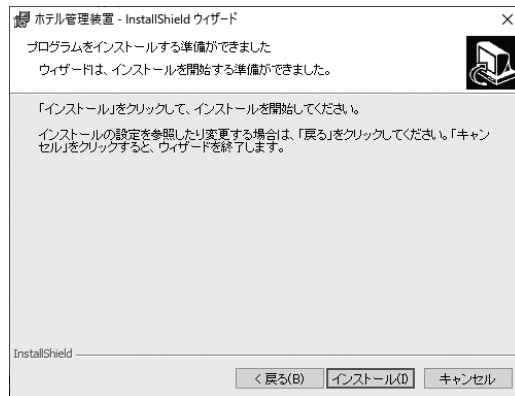 ホテル管理装置 - InstallShield ウィザード
プログラムをインストールする準備ができました
ウィザードは、インストールを開始する準備ができました。
「インストール」をクリックして、インストールを開始してください。
インストールの設定を参照したり変更する場合は、「戻る」をクリックしてください。「キャン
セル」をクリックすると、ウィザードを終了します。
InstallShield
< 戻る(B) インストール(I) キャンセル